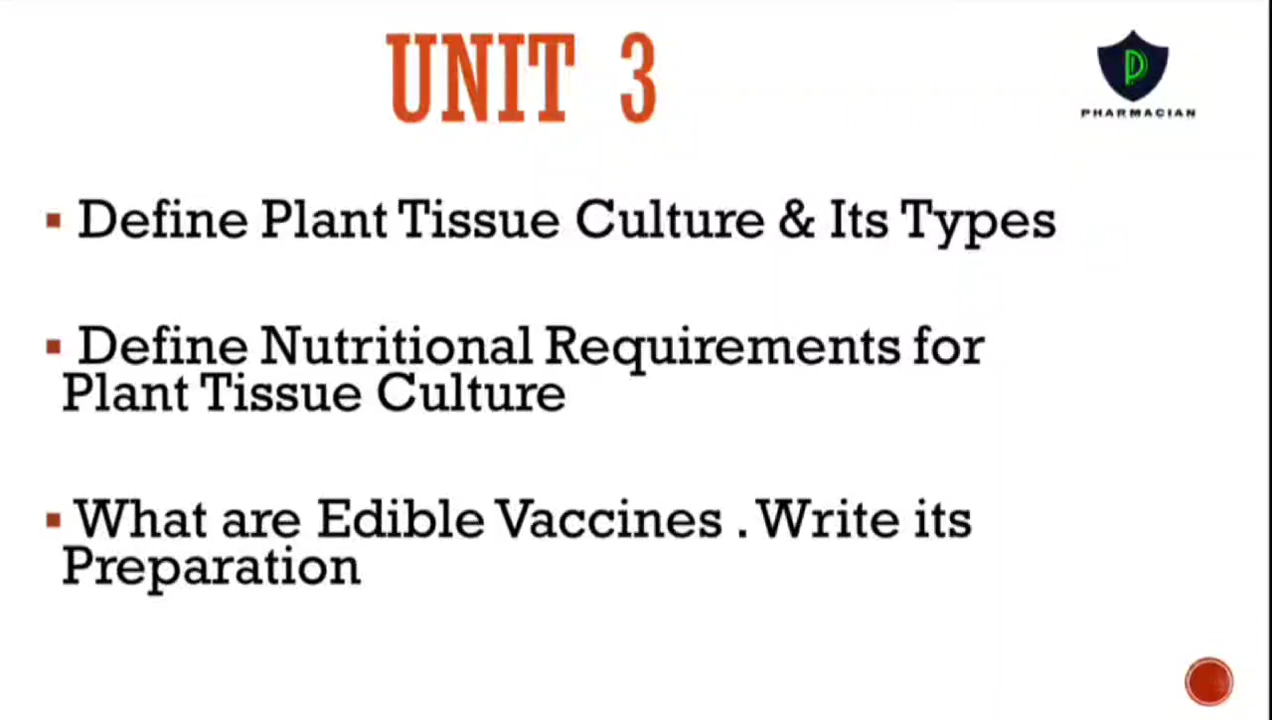 UNIT 3
PHARMACIAN
▪ Define Plant Tissue Culture & Its Types
▪ Define Nutritional Requirements for
Plant Tissue Culture
▪ What are Edible Vaccines . Write its
Preparation